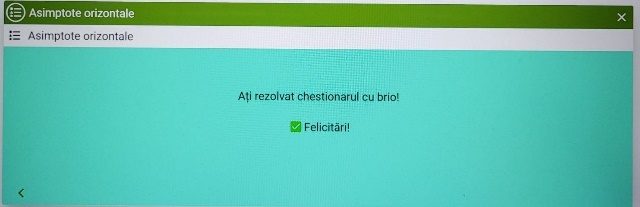 Asimptote orizontale
Asimptote orizontale
Ați rezolvat chestionarul cu brio!
✅ Felicitări!